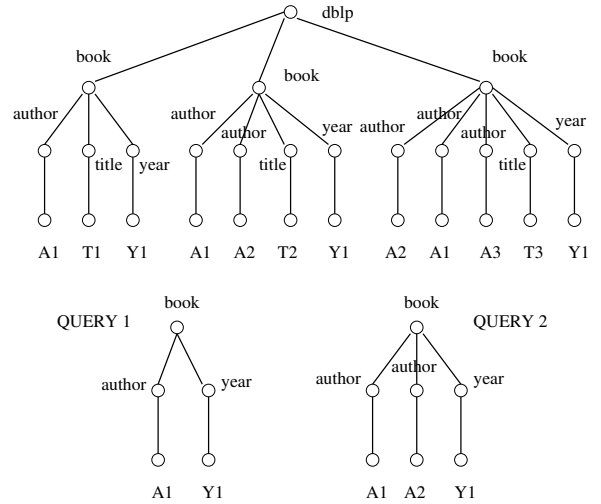 dblp
book
book
book
author
author
author
year
author
author
author
year
title
year
title
title
A1 T1 Y1 A1 A2 T2 Y1 A2 A1 A3 T3 Y1
book
book
QUERY 1
QUERY 2
author
year
author
author
year
A1 Y1
A1 A2 Y1